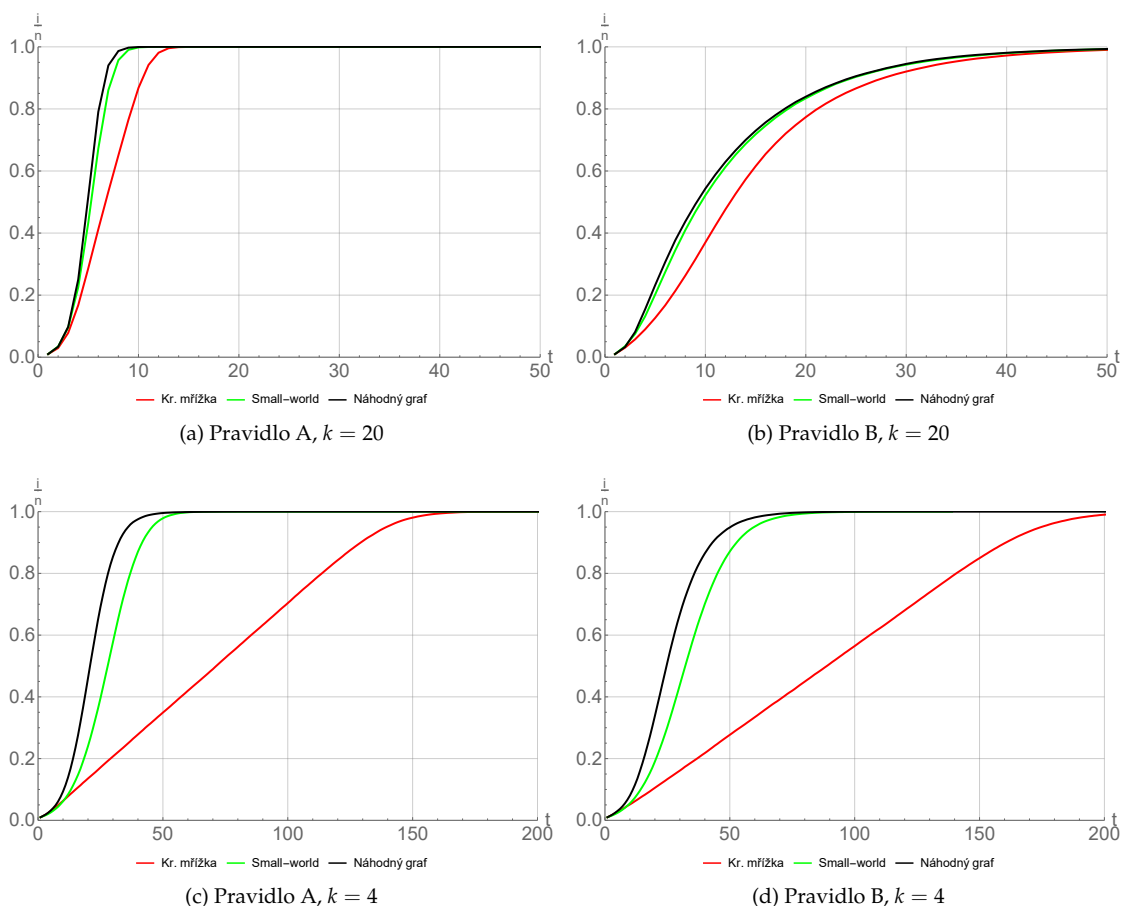 i
n
1.0
0.8
0.6
0.4
0.2
0.0
0 10 20 30 40 50 t
Kr. mřížka Small-world Náhodný graf
(a) Pravidlo A, k = 20
i
n
1.0
0.8
0.6
0.4
0.2
0.0
0 10 20 30 40 50 t
Kr. mřížka Small-world Náhodný graf
(b) Pravidlo B, k = 20
i
n
1.0
0.8
0.6
0.4
0.2
0.0
0 50 100 150 200 t
Kr. mřížka Small-world Náhodný graf
(c) Pravidlo A, k = 4
i
n
1.0
0.8
0.6
0.4
0.2
0.0
0 50 100 150 200 t
Kr. mřížka Small-world Náhodný graf
(d) Pravidlo B, k = 4